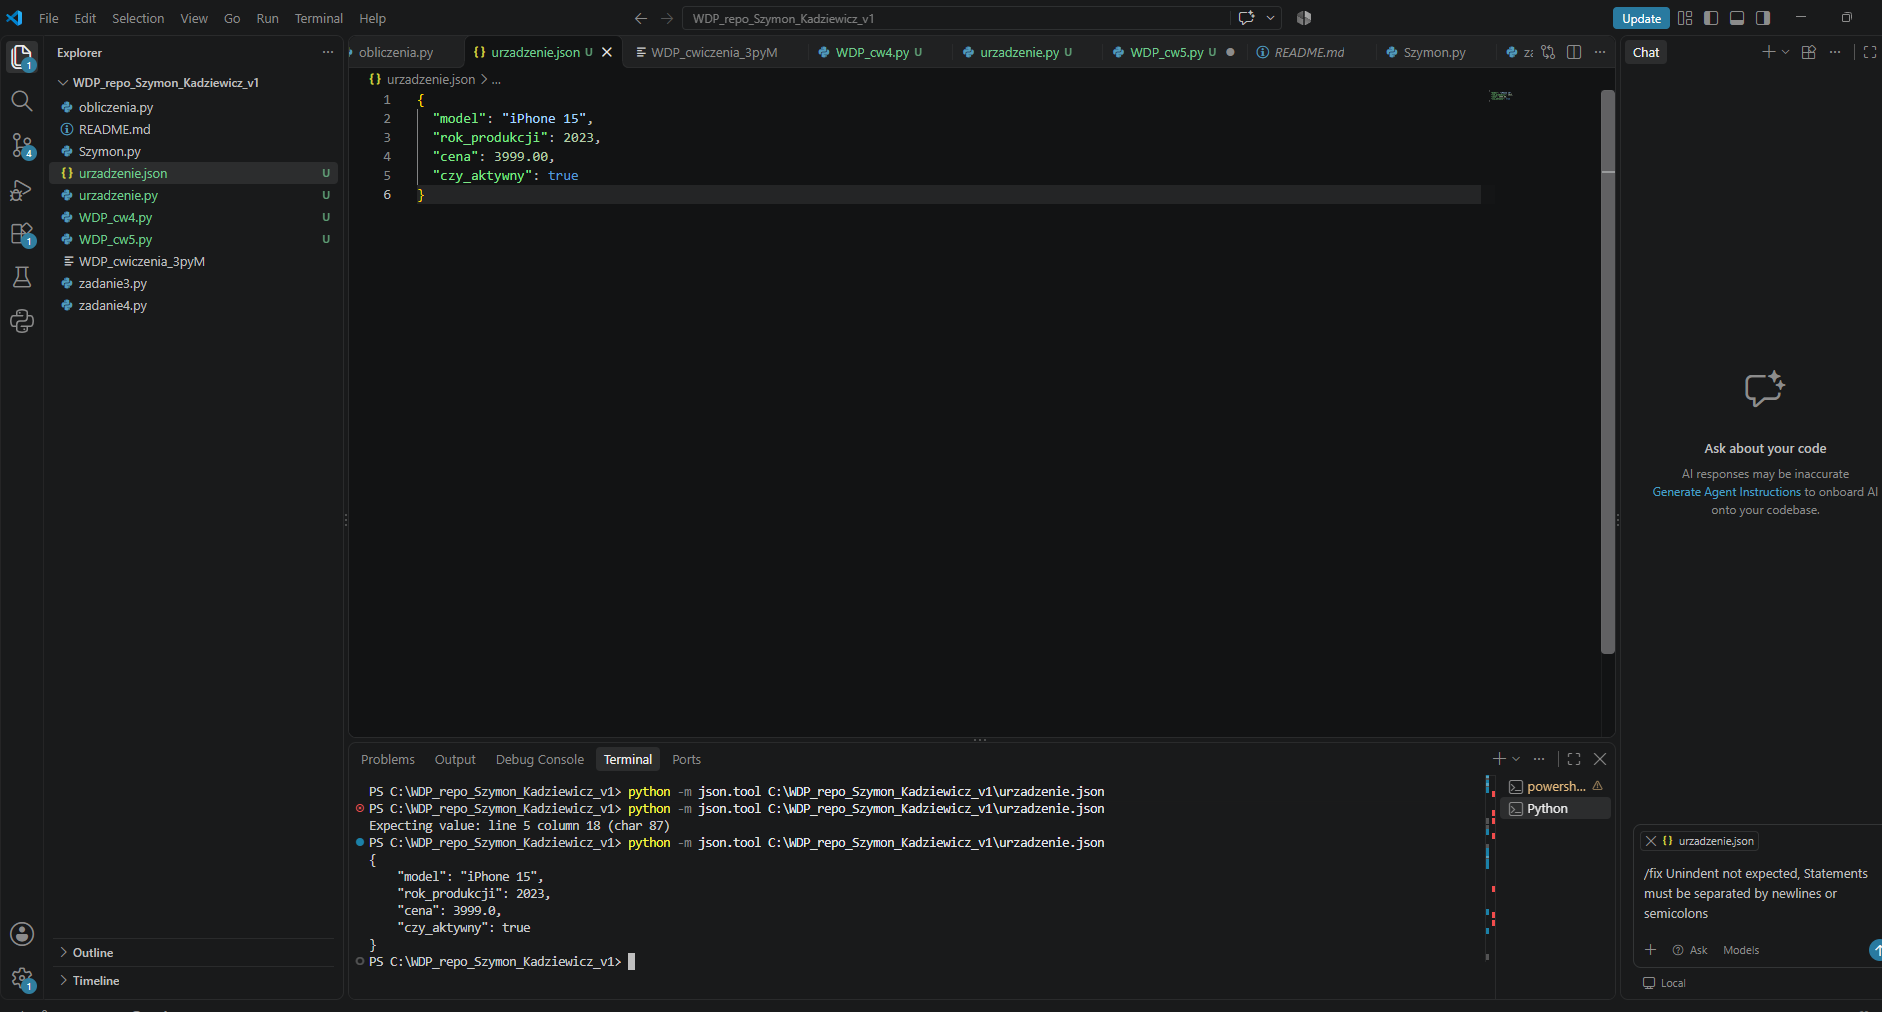 File Edit Selection View Go Run Terminal Help
WDP_repo_Szymon_Kadziewicz_v1
Update
Explorer
WDP_repo_Szymon_Kadziewicz_v1
obliczenia.py
README.md
Szymon.py
urzadzenie.json U
urzadzenie.py U
WDP_cw4.py U
WDP_cw5.py U
WDP_cwiczenia_3pyM
zadanie3.py
zadanie4.py
Outline
Timeline
1
4
1
1
obliczenia.py urzadzenie.json U WDP_cwiczenia_3pyM WDP_cw4.py U urzadzenie.py U WDP_cw5.py U README.md Szymon.py
urzadzenie.json > ...
1 {
2 "model": "iPhone 15",
3 "rok_produkcji": 2023,
4 "cena": 3999.00,
5 "czy_aktywny": true
6 }
Problems Output Debug Console Terminal Ports
PS C:\WDP_repo_Szymon_Kadziewicz_v1> python -m json.tool C:\WDP_repo_Szymon_Kadziewicz_v1\urzadzenie.json
PS C:\WDP_repo_Szymon_Kadziewicz_v1> python -m json.tool C:\WDP_repo_Szymon_Kadziewicz_v1\urzadzenie.json
Expecting value: line 5 column 18 (char 87)
PS C:\WDP_repo_Szymon_Kadziewicz_v1> python -m json.tool C:\WDP_repo_Szymon_Kadziewicz_v1\urzadzenie.json
{
"model": "iPhone 15",
"rok_produkcji": 2023,
"cena": 3999.0,
"czy_aktywny": true
}
PS C:\WDP_repo_Szymon_Kadziewicz_v1>
powersh...
Python
Chat
Ask about your code
AI responses may be inaccurate
Generate Agent Instructions to onboard AI
onto your codebase.
urzadzenie.json
/fix Unindent not expected, Statements
must be separated by newlines or
semicolons
Ask Models
Local